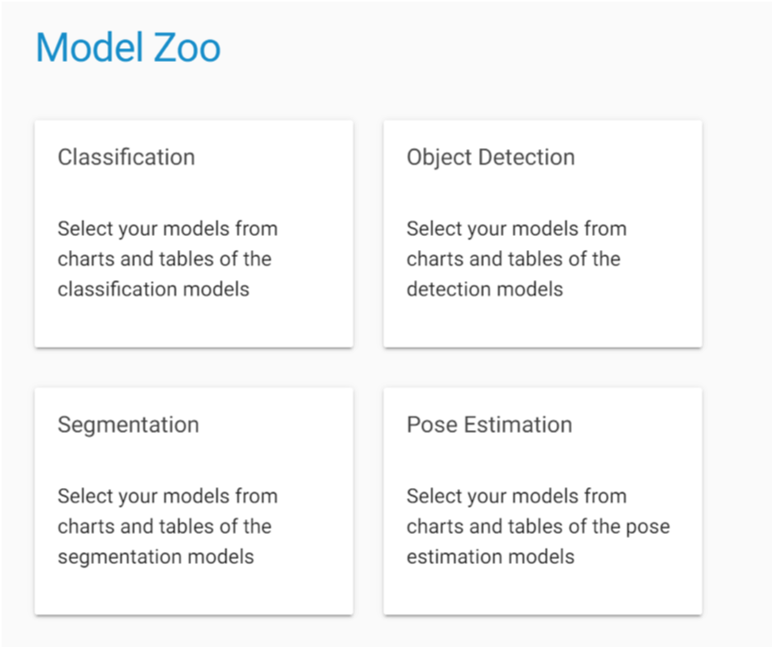 Model Zoo
Classification
Select your models from
charts and tables of the
classification models
Object Detection
Select your models from
charts and tables of the
detection models
Segmentation
Select your models from
charts and tables of the
segmentation models
Pose Estimation
Select your models from
charts and tables of the pose
estimation models